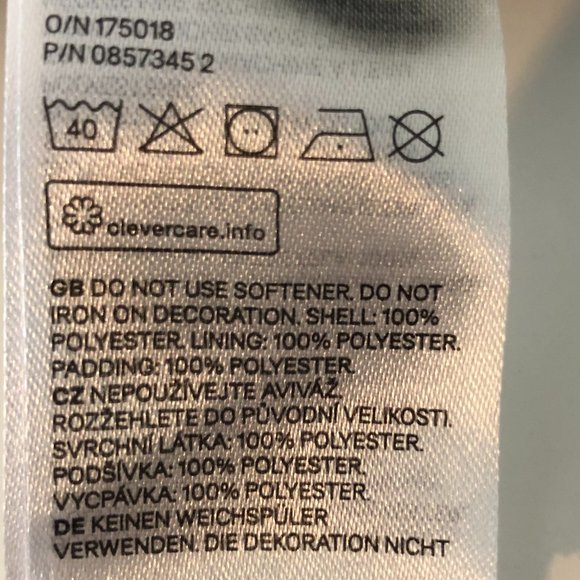 O/N 175018
P/N 0857345 2
40
clevercare.info
GB DO NOT USE SOFTENER. DO NOT
IRON ON DECORATION. SHELL: 100%
POLYESTER. LINING: 100% POLYESTER.
PADDING: 100% POLYESTER.
CZ NEPOUŽÍVEJTE AVIVÁŽ.
ROZŽEHLETE DO PŮVODNÍ VELIKOSTI.
SVRCHNÍ LÁTKA: 100% POLYESTER.
PODŠÍVKA: 100% POLYESTER.
VYCPÁVKA: 100% POLYESTER.
DE KEINEN WEICHSPÜLER
VERWENDEN. DIE DEKORATION NICHT